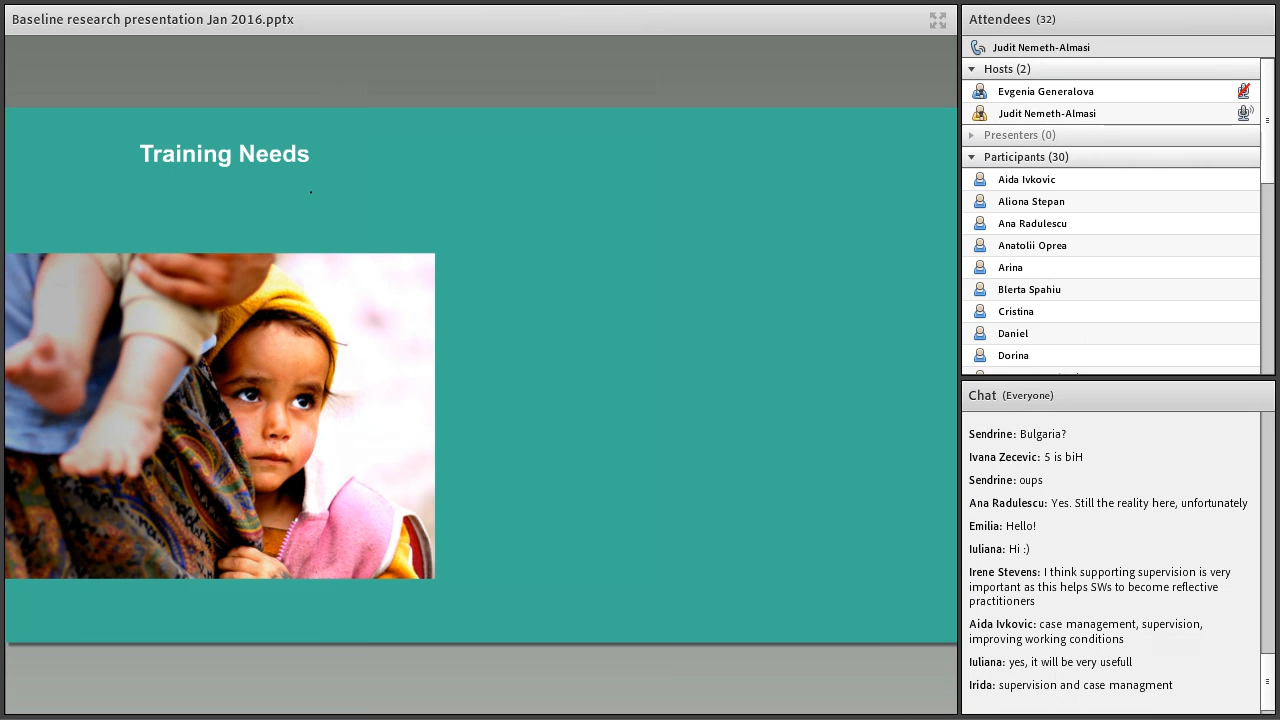 Baseline research presentation Jan 2016.pptx
Training Needs
.
Attendees (32)
Judit Nemeth-Almasi
Hosts (2)
Evgenia Generalova
Judit Nemeth-Almasi
Presenters (0)
Participants (30)
Aida Ivkovic
Aliona Stepan
Ana Radulescu
Anatolii Oprea
Arina
Blerta Spahiu
Cristina
Daniel
Dorina
Chat (Everyone)
Sendrine: Bulgaria?
Ivana Zecevic: 5 is biH
Sendrine: oups
Ana Radulescu: Yes. Still the reality here, unfortunately
Emilia: Hello!
Iuliana: Hi :)
Irene Stevens: I think supporting supervision is very
important as this helps SWs to become reflective
practitioners
Aida Ivkovic: case management, supervision,
improving working conditions
Iuliana: yes, it will be very usefull
Irida: supervision and case managment